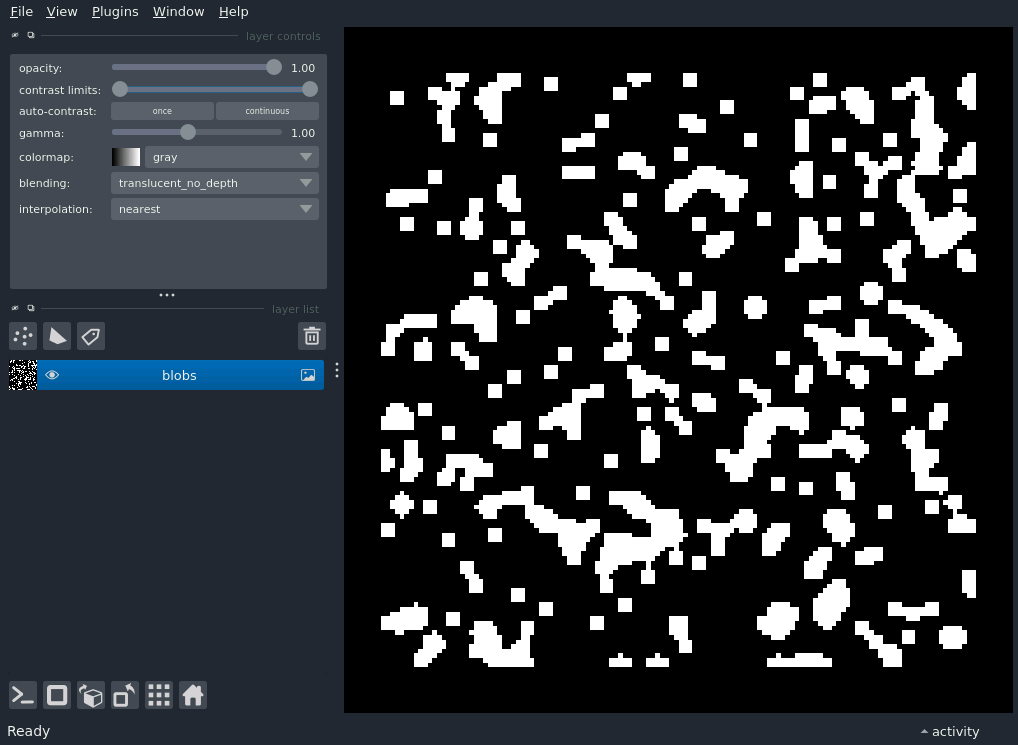 File View Plugins Window Help
layer controls
opacity: 1.00
contrast limits:
auto-contrast: once continuous
gamma: 1.00
colormap: gray
blending: translucent_no_depth
interpolation: nearest
layer list
blobs
Ready
activity